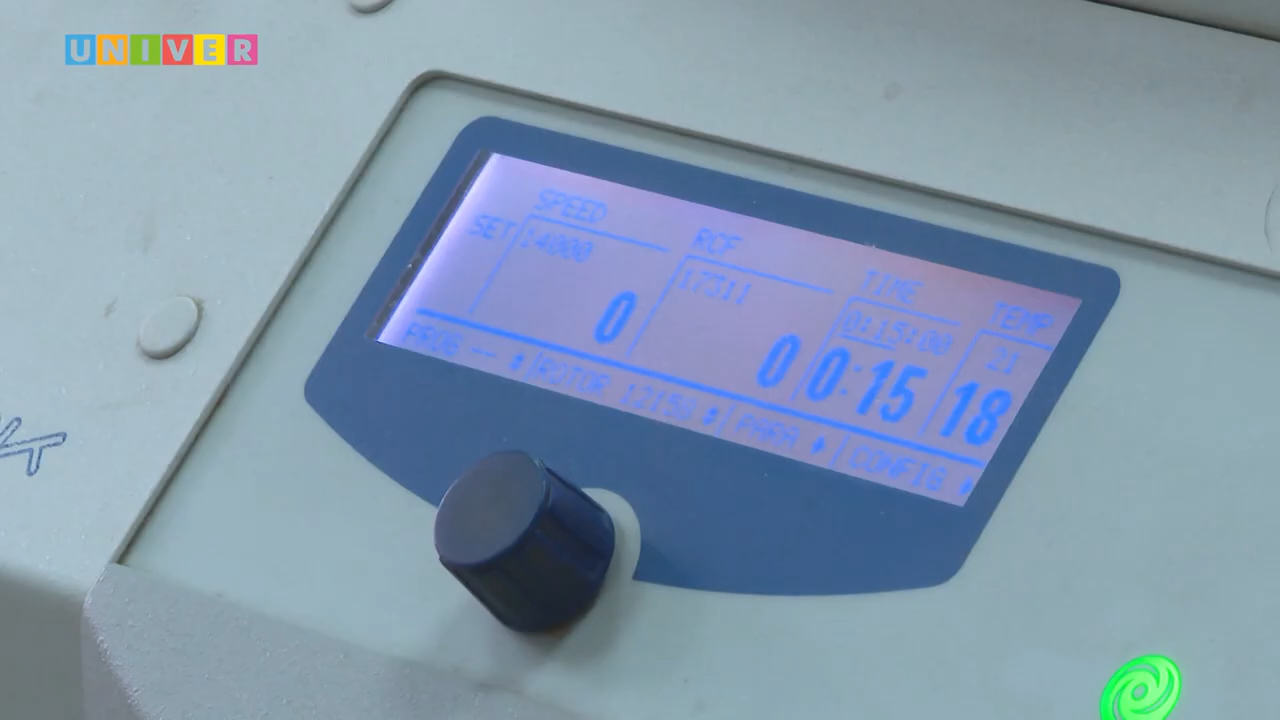 UNIVER
SPEED RCF TIME TEMP
SET 14000 17311 0:15:00 21
0 0 0:15 18
PROG -- ROTOR 12158 PARA CONFIG